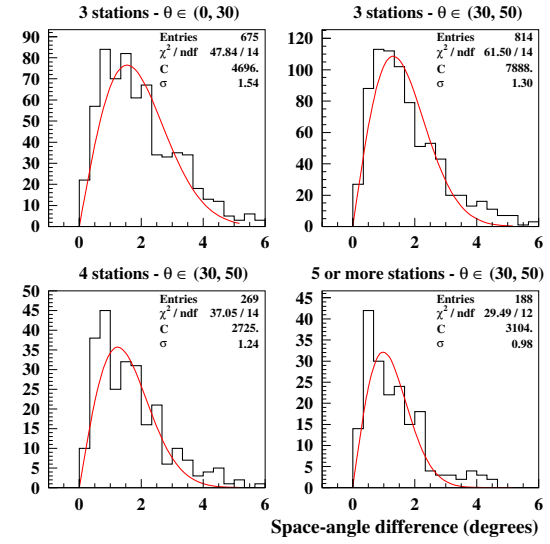 3 stations - θ ∈ (0, 30)
Entries 675
χ² / ndf 47.84 / 14
C 4696.
σ 1.54
90
80
70
60
50
40
30
20
10
0
0 2 4 6
3 stations - θ ∈ (30, 50)
Entries 814
χ² / ndf 61.50 / 14
C 7888.
σ 1.30
120
100
80
60
40
20
0
0 2 4 6
4 stations - θ ∈ (30, 50)
Entries 269
χ² / ndf 37.05 / 14
C 2725.
σ 1.24
50
45
40
35
30
25
20
15
10
5
0
0 2 4 6
5 or more stations - θ ∈ (30, 50)
Entries 188
χ² / ndf 29.49 / 12
C 3104.
σ 0.98
45
40
35
30
25
20
15
10
5
0
0 2 4 6
Space-angle difference (degrees)